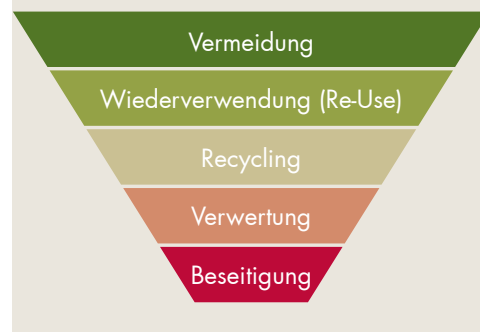 Vermeidung
Wiederverwendung (Re-Use)
Recycling
Verwertung
Beseitigung